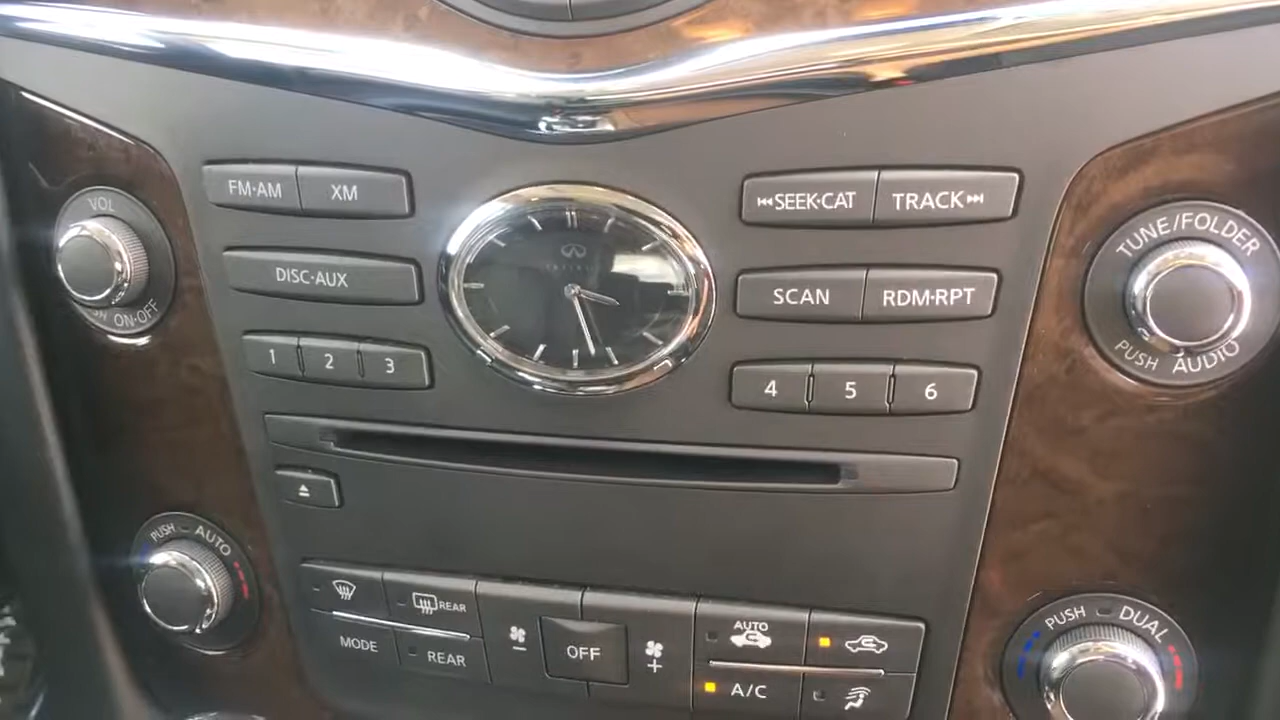 FM·AM
XM
SEEK·CAT
TRACK
VOL
ON·OFF
DISC·AUX
SCAN
RDM·RPT
TUNE/FOLDER
PUSH AUDIO
1
2
3
4
5
6
PUSH AUTO
REAR
MODE
REAR
OFF
AUTO
A/C
PUSH DUAL